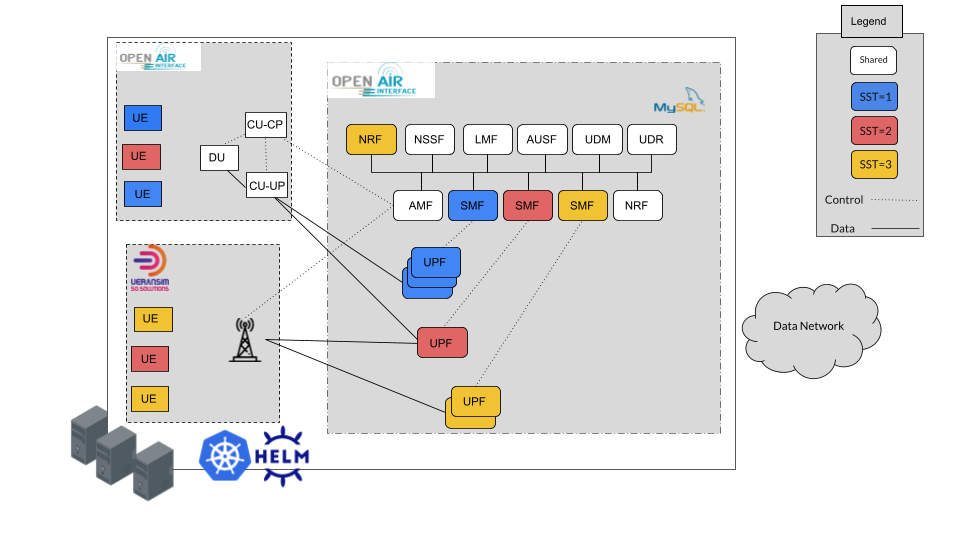 Legend
Shared
SST=1
SST=2
SST=3
Control
Data
OPEN AIR
INTERFACE
UE
UE
UE
CU-CP
DU
CU-UP
OPEN AIR
INTERFACE
MySQL
NRF NSSF LMF AUSF UDM UDR
AMF SMF SMF SMF NRF
UPF
UPF
UPF
UERANSIM
5G SOLUTIONS
UE
UE
UE
Data Network
HELM